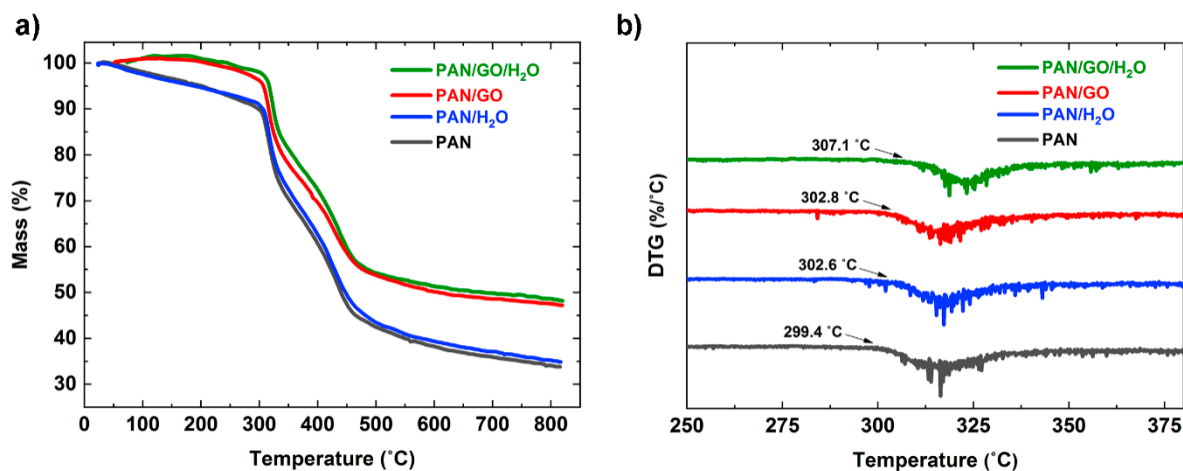 a)
100
90
80
70
60
50
40
30
Mass (%)
0 100 200 300 400 500 600 700 800
Temperature (˚C)
PAN/GO/H₂O
PAN/GO
PAN/H₂O
PAN
b)
PAN/GO/H₂O
PAN/GO
PAN/H₂O
PAN
307.1 ˚C
302.8 ˚C
302.6 ˚C
299.4 ˚C
DTG (%/˚C)
250 275 300 325 350 375
Temperature (˚C)